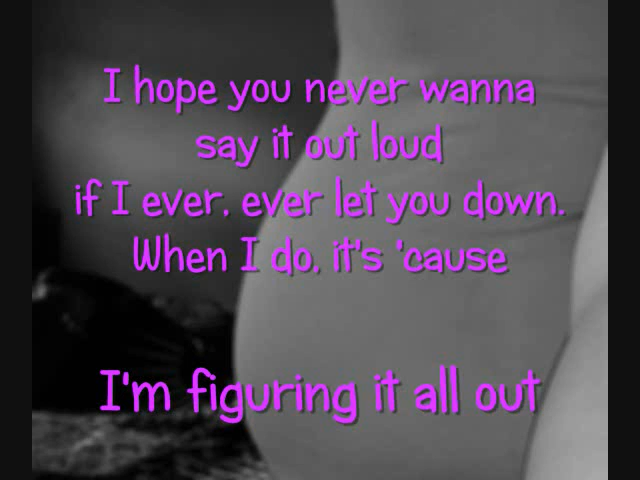 I hope you never wanna
say it out loud
if I ever, ever let you down.
When I do, it's 'cause
I'm figuring it all out